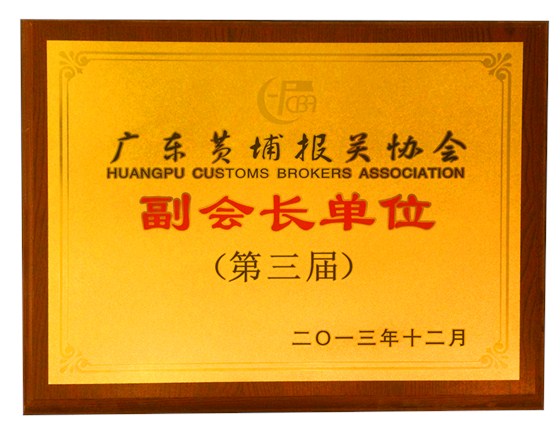 广东黄埔报关协会
HUANGPU CUSTOMS BROKERS ASSOCIATION
副会长单位
（第三届）
二〇一三年十二月